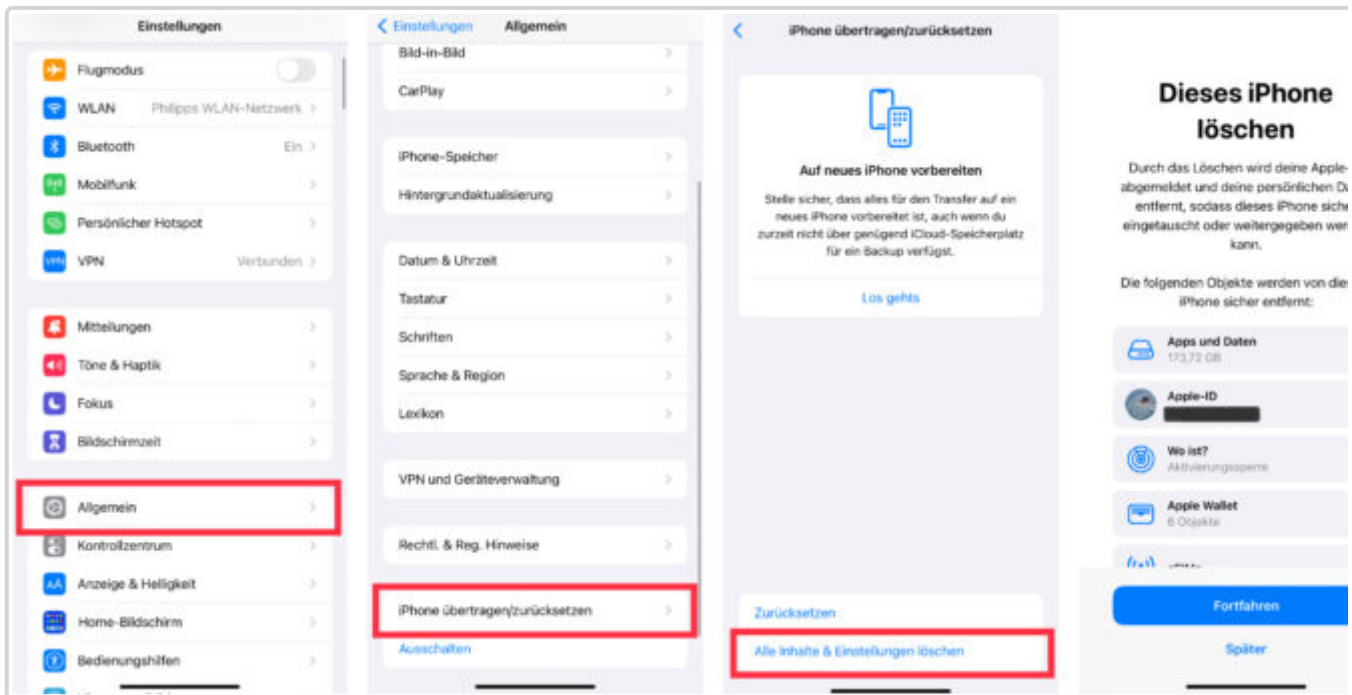 Einstellungen
Flugmodus
WLAN Philipps WLAN-Netzwerk
Bluetooth Ein
Mobilfunk
Persönlicher Hotspot
VPN VPN Verbunden
Mitteilungen
Töne & Haptik
Fokus
Bildschirmzeit
Allgemein
Kontrollzentrum
AA Anzeige & Helligkeit
Home-Bildschirm
Bedienungshilfen
Einstellungen Allgemein
Bild-in-Bild
CarPlay
iPhone-Speicher
Hintergrundaktualisierung
Datum & Uhrzeit
Tastatur
Schriften
Sprache & Region
Lexikon
VPN und Geräteverwaltung
Rechtl. & Reg. Hinweise
iPhone übertragen/zurücksetzen
Ausschalten
iPhone übertragen/zurücksetzen
Auf neues iPhone vorbereiten
Stelle sicher, dass alles für den Transfer auf ein
neues iPhone vorbereitet ist, auch wenn du
zurzeit nicht über genügend iCloud-Speicherplatz
für ein Backup verfügst.
Los gehts
Zurücksetzen
Alle Inhalte & Einstellungen löschen
Dieses iPhone
löschen
Durch das Löschen wird deine Apple-
abgemeldet und deine persönlichen Da
entfernt, sodass dieses iPhone siche
eingetauscht oder weitergegeben wer
kann.
Die folgenden Objekte werden von dies
iPhone sicher entfernt:
Apps und Daten
173,72 GB
Apple-ID
Wo ist?
Aktivierungssperre
Apple Wallet
6 Objekte
Fortfahren
Später